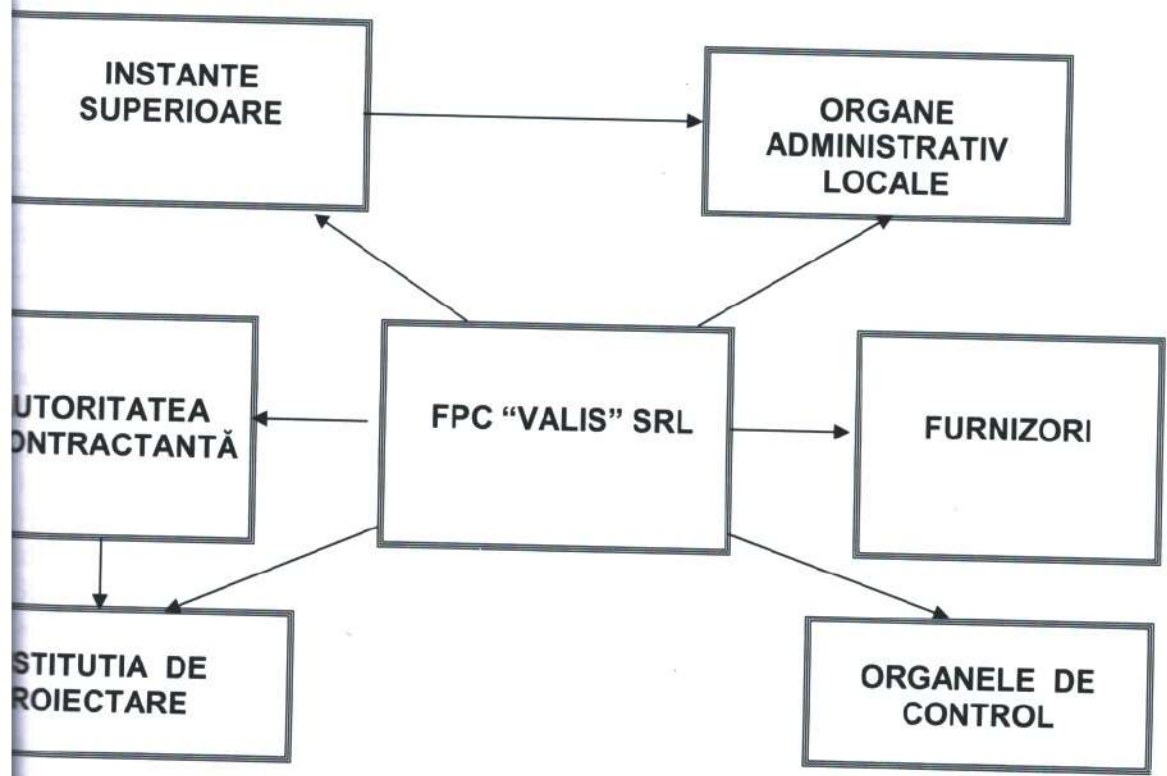 INSTANTE
SUPERIOARE
ORGANE
ADMINISTRATIV
LOCALE
UTORITATEA
ONTRACTANTĂ
FPC “VALIS” SRL
FURNIZORI
STITUTIA DE
ROIECTARE
ORGANELE DE
CONTROL